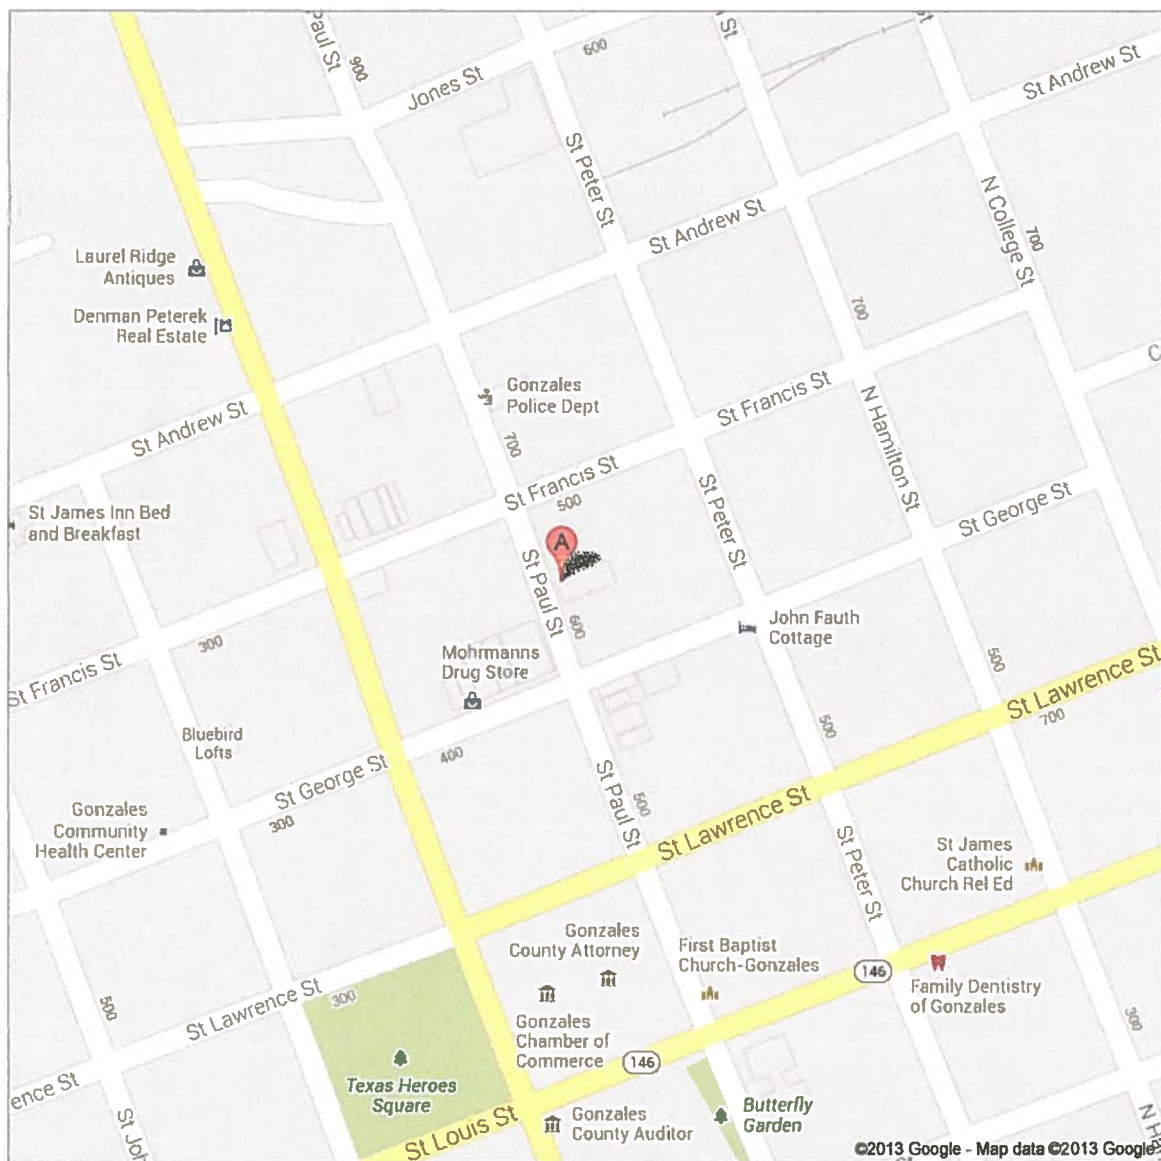 Paul St
900
Jones St
600
St
St
St Andrew St
St Peter St
N College St
700
St Andrew St
Laurel Ridge
Antiques
Denman Peterek
Real Estate
700
C
Gonzales
Police Dept
St Francis St
N Hamilton St
St Andrew St
700
St Francis St
500
St James Inn Bed
and Breakfast
St Peter St
St George St
A
St Paul St
600
John Fauth
Cottage
300
St Francis St
Mohrmanns
Drug Store
500
St Lawrence St
700
Bluebird
Lofts
400
500
St George St
300
St Paul St
500
St Lawrence St
Gonzales
Community
Health Center
St Peter St
St James
Catholic
Church Rel Ed
Gonzales
County Attorney
First Baptist
Church-Gonzales
146
Family Dentistry
of Gonzales
500
St Lawrence St
300
Gonzales
Chamber of
Commerce
146
300
Texas Heroes
Square
ence St
St Joh
St Louis St
Gonzales
County Auditor
Butterfly
Garden
N Ha
©2013 Google - Map data ©2013 Google